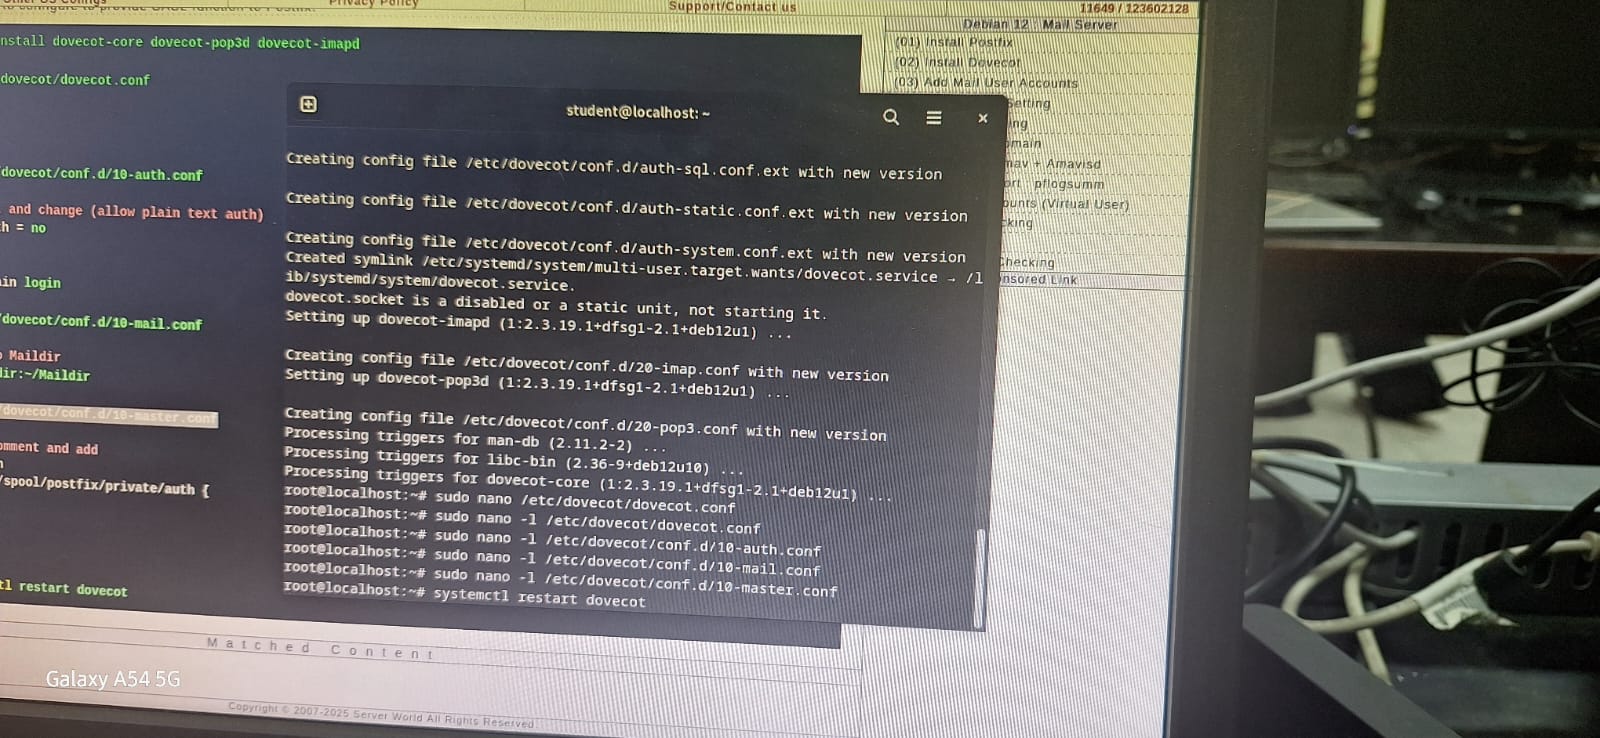 Privacy Policy
Support/Contact us
11649 / 123602128
nstall dovecot-core dovecot-pop3d dovecot-imapd
dovecot/dovecot.conf
dovecot/conf.d/10-auth.conf
and change (allow plain text auth)
h = no
in login
dovecot/conf.d/10-mail.conf
Maildir
dir:~/Maildir
dovecot/conf.d/10-master.conf
omment and add
/spool/postfix/private/auth {
tl restart dovecot
student@localhost: ~
Creating config file /etc/dovecot/conf.d/auth-sql.conf.ext with new version
Creating config file /etc/dovecot/conf.d/auth-static.conf.ext with new version
Creating config file /etc/dovecot/conf.d/auth-system.conf.ext with new version
Created symlink /etc/systemd/system/multi-user.target.wants/dovecot.service → /l
ib/systemd/system/dovecot.service.
dovecot.socket is a disabled or a static unit, not starting it.
Setting up dovecot-imapd (1:2.3.19.1+dfsg1-2.1+deb12u1) ...
Creating config file /etc/dovecot/conf.d/20-imap.conf with new version
Setting up dovecot-pop3d (1:2.3.19.1+dfsg1-2.1+deb12u1) ...
Creating config file /etc/dovecot/conf.d/20-pop3.conf with new version
Processing triggers for man-db (2.11.2-2) ...
Processing triggers for libc-bin (2.36-9+deb12u10) ...
Processing triggers for dovecot-core (1:2.3.19.1+dfsg1-2.1+deb12u1) ...
root@localhost:~# sudo nano /etc/dovecot/dovecot.conf
root@localhost:~# sudo nano -l /etc/dovecot/dovecot.conf
root@localhost:~# sudo nano -l /etc/dovecot/conf.d/10-auth.conf
root@localhost:~# sudo nano -l /etc/dovecot/conf.d/10-mail.conf
root@localhost:~# sudo nano -l /etc/dovecot/conf.d/10-master.conf
root@localhost:~# systemctl restart dovecot
Debian 12 : Mail Server
(01) Install Postfix
(02) Install Dovecot
(03) Add Mail User Accounts
Setting
ing
omain
mav + Amavisd
ort : pflogsumm
ounts (Virtual User)
cking
Checking
nsored Link
Matched Content
Galaxy A54 5G
Copyright © 2007-2025 Server World All Rights Reserved.